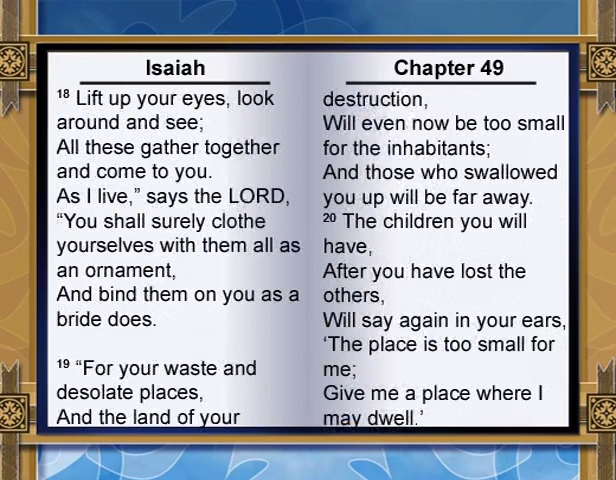 Isaiah
18 Lift up your eyes, look
around and see;
All these gather together
and come to you.
As I live,” says the LORD,
“You shall surely clothe
yourselves with them all as
an ornament,
And bind them on you as a
bride does.
19 “For your waste and
desolate places,
And the land of your
Chapter 49
destruction,
Will even now be too small
for the inhabitants;
And those who swallowed
you up will be far away.
20 The children you will
have,
After you have lost the
others,
Will say again in your ears,
‘The place is too small for
me;
Give me a place where I
may dwell.’